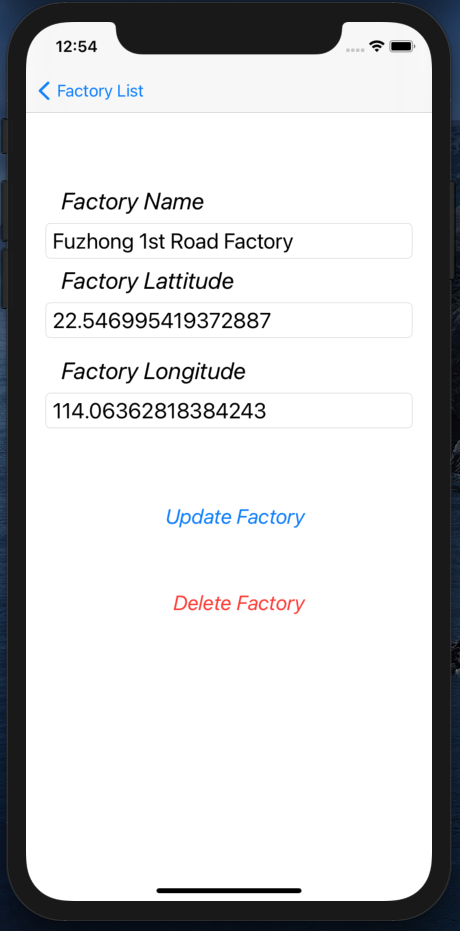 12:54
Factory List
Factory Name
Fuzhong 1st Road Factory
Factory Lattitude
22.546995419372887
Factory Longitude
114.06362818384243
Update Factory
Delete Factory